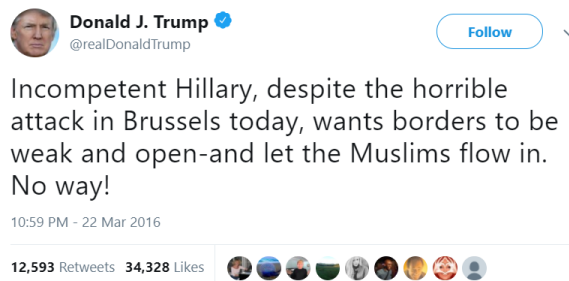 Donald J. Trump
@realDonaldTrump
Follow
Incompetent Hillary, despite the horrible
attack in Brussels today, wants borders to be
weak and open-and let the Muslims flow in.
No way!
10:59 PM - 22 Mar 2016
12,593 Retweets 34,328 Likes